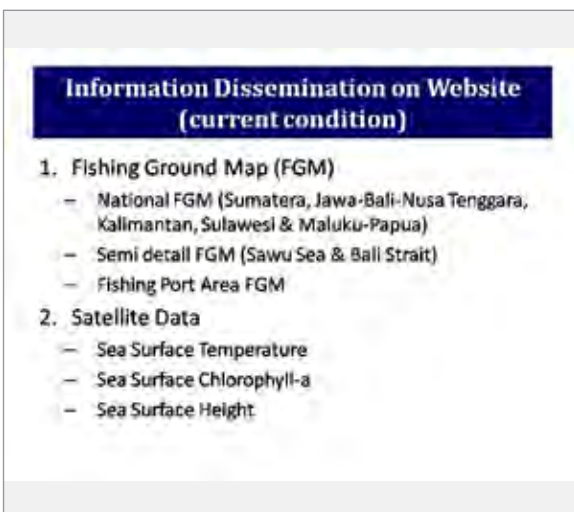 Information Dissemination on Website
(current condition)
1. Fishing Ground Map (FGM)
– National FGM (Sumatera, Jawa-Bali-Nusa Tenggara,
Kalimantan, Sulawesi & Maluku-Papua)
– Semi detail FGM (Sawu Sea & Bali Strait)
– Fishing Port Area FGM
2. Satellite Data
– Sea Surface Temperature
– Sea Surface Chlorophyll-a
– Sea Surface Height